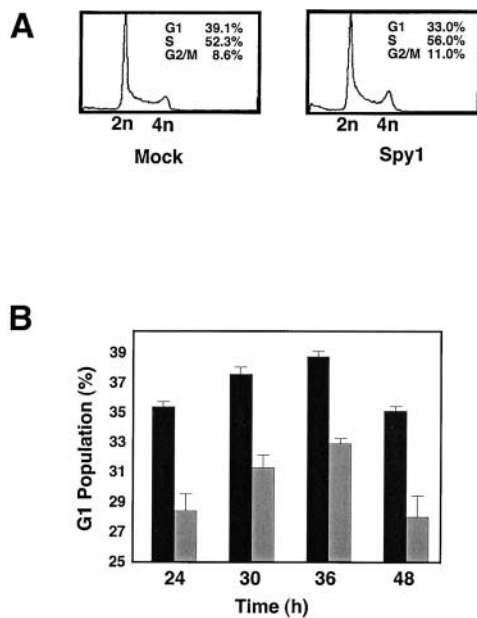 A
G1 39.1%
S 52.3%
G2/M 8.6%
2n 4n
Mock
G1 33.0%
S 56.0%
G2/M 11.0%
2n 4n
Spy1
B
G1 Population (%)
39
37
35
33
31
29
27
25
24 30 36 48
Time (h)